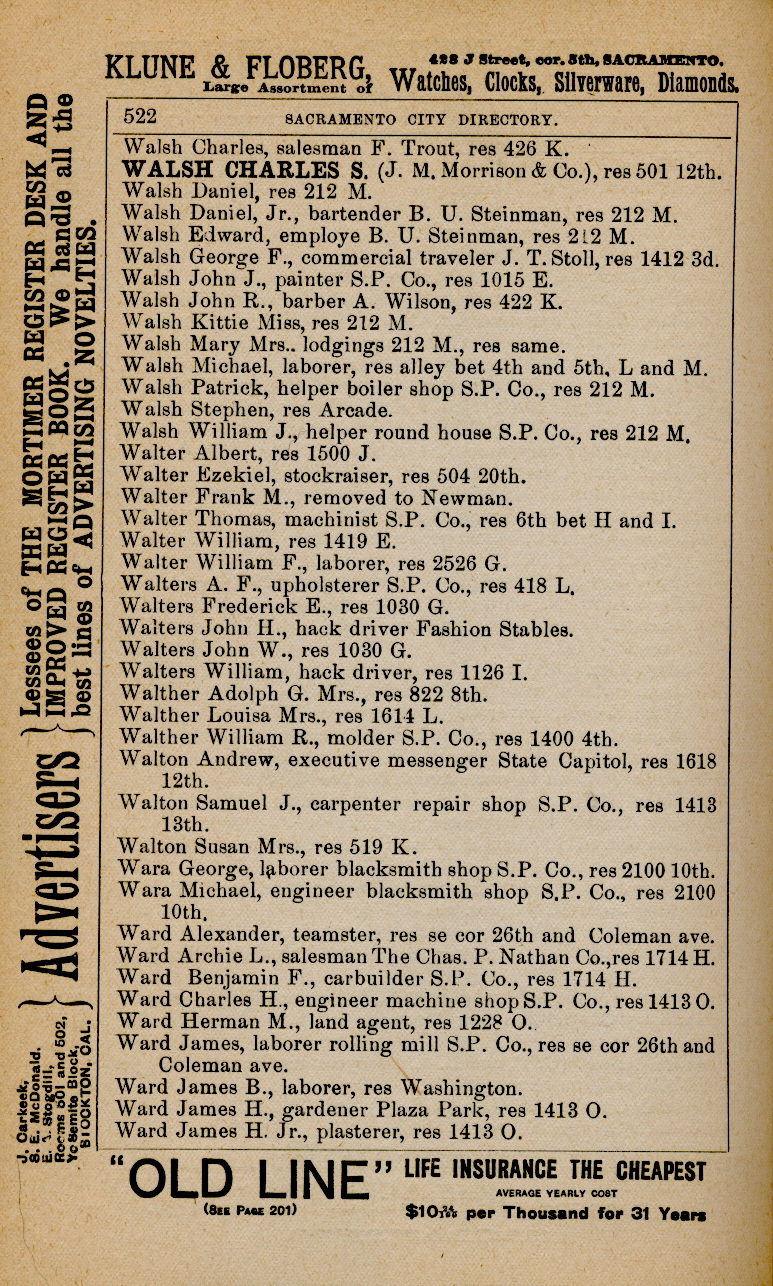 KLUNE & FLOBERG, 428 J Street, cor. 5th, SACRAMENTO.
Large Assortment of Watches, Clocks, Silverware, Diamonds.
522 SACRAMENTO CITY DIRECTORY.
Walsh Charles, salesman F. Trout, res 426 K.
WALSH CHARLES S. (J. M. Morrison & Co.), res 501 12th.
Walsh Daniel, res 212 M.
Walsh Daniel, Jr., bartender B. U. Steinman, res 212 M.
Walsh Edward, employe B. U. Steinman, res 212 M.
Walsh George F., commercial traveler J. T. Stoll, res 1412 3d.
Walsh John J., painter S.P. Co., res 1015 E.
Walsh John R., barber A. Wilson, res 422 K.
Walsh Kittie Miss, res 212 M.
Walsh Mary Mrs.. lodgings 212 M., res same.
Walsh Michael, laborer, res alley bet 4th and 5th, L and M.
Walsh Patrick, helper boiler shop S.P. Co., res 212 M.
Walsh Stephen, res Arcade.
Walsh William J., helper round house S.P. Co., res 212 M.
Walter Albert, res 1500 J.
Walter Ezekiel, stockraiser, res 504 20th.
Walter Frank M., removed to Newman.
Walter Thomas, machinist S.P. Co., res 6th bet H and I.
Walter William, res 1419 E.
Walter William F., laborer, res 2526 G.
Walters A. F., upholsterer S.P. Co., res 418 L.
Walters Frederick E., res 1030 G.
Walters John H., hack driver Fashion Stables.
Walters John W., res 1030 G.
Walters William, hack driver, res 1126 I.
Walther Adolph G. Mrs., res 822 8th.
Walther Louisa Mrs., res 1614 L.
Walther William R., molder S.P. Co., res 1400 4th.
Walton Andrew, executive messenger State Capitol, res 1618
12th.
Walton Samuel J., carpenter repair shop S.P. Co., res 1413
13th.
Walton Susan Mrs., res 519 K.
Wara George, laborer blacksmith shop S.P. Co., res 2100 10th.
Wara Michael, engineer blacksmith shop S.P. Co., res 2100
10th.
Ward Alexander, teamster, res se cor 26th and Coleman ave.
Ward Archie L., salesman The Chas. P. Nathan Co., res 1714 H.
Ward Benjamin F., carbuilder S.P. Co., res 1714 H.
Ward Charles H., engineer machine shop S.P. Co., res 1413 O.
Ward Herman M., land agent, res 1228 O.
Ward James, laborer rolling mill S.P. Co., res se cor 26th and
Coleman ave.
Ward James B., laborer, res Washington.
Ward James H., gardener Plaza Park, res 1413 O.
Ward James H. Jr., plasterer, res 1413 O.
"OLD LINE" LIFE INSURANCE THE CHEAPEST
AVERAGE YEARLY COST
(SEE PAGE 201) $10 per Thousand for 31 Years
J. Carkeek,
S. E. McDonald,
E. A. Stogdill,
Rooms 501 and 502,
Yosemite Block,
STOCKTON, CAL.
Advertisers
Lessees of THE MORTIMER REGISTER DESK AND
IMPROVED REGISTER BOOK. We handle all the
best lines of ADVERTISING NOVELTIES.